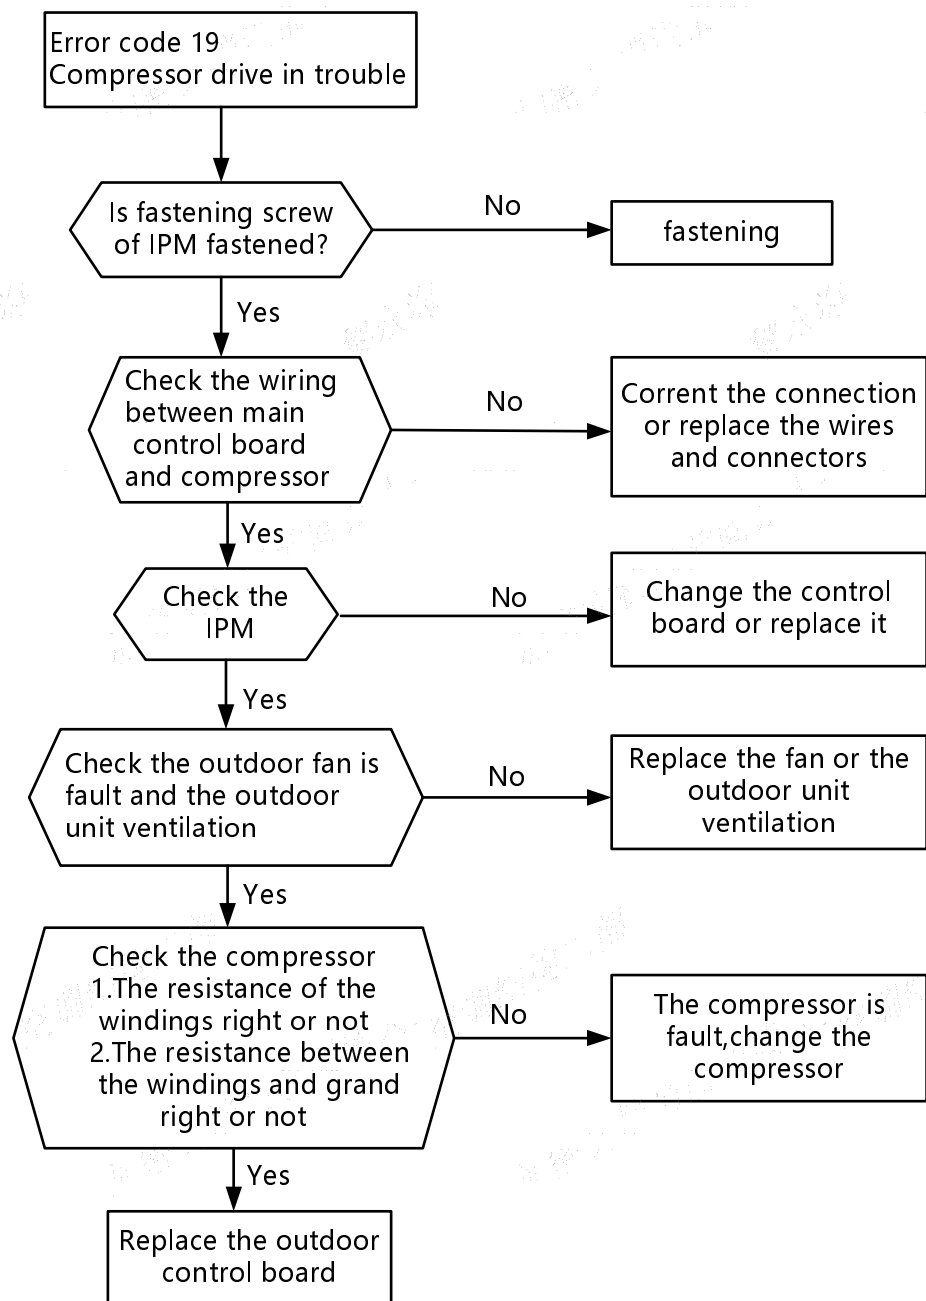 Error code 19
Compressor drive in trouble
Is fastening screw
of IPM fastened?
No
fastening
Yes
Check the wiring
between main
control board
and compressor
No
Corrent the connection
or replace the wires
and connectors
Yes
Check the
IPM
No
Change the control
board or replace it
Yes
Check the outdoor fan is
fault and the outdoor
unit ventilation
No
Replace the fan or the
outdoor unit
ventilation
Yes
Check the compressor
1.The resistance of the
windings right or not
2.The resistance between
the windings and grand
right or not
No
The compressor is
fault,change the
compressor
Yes
Replace the outdoor
control board